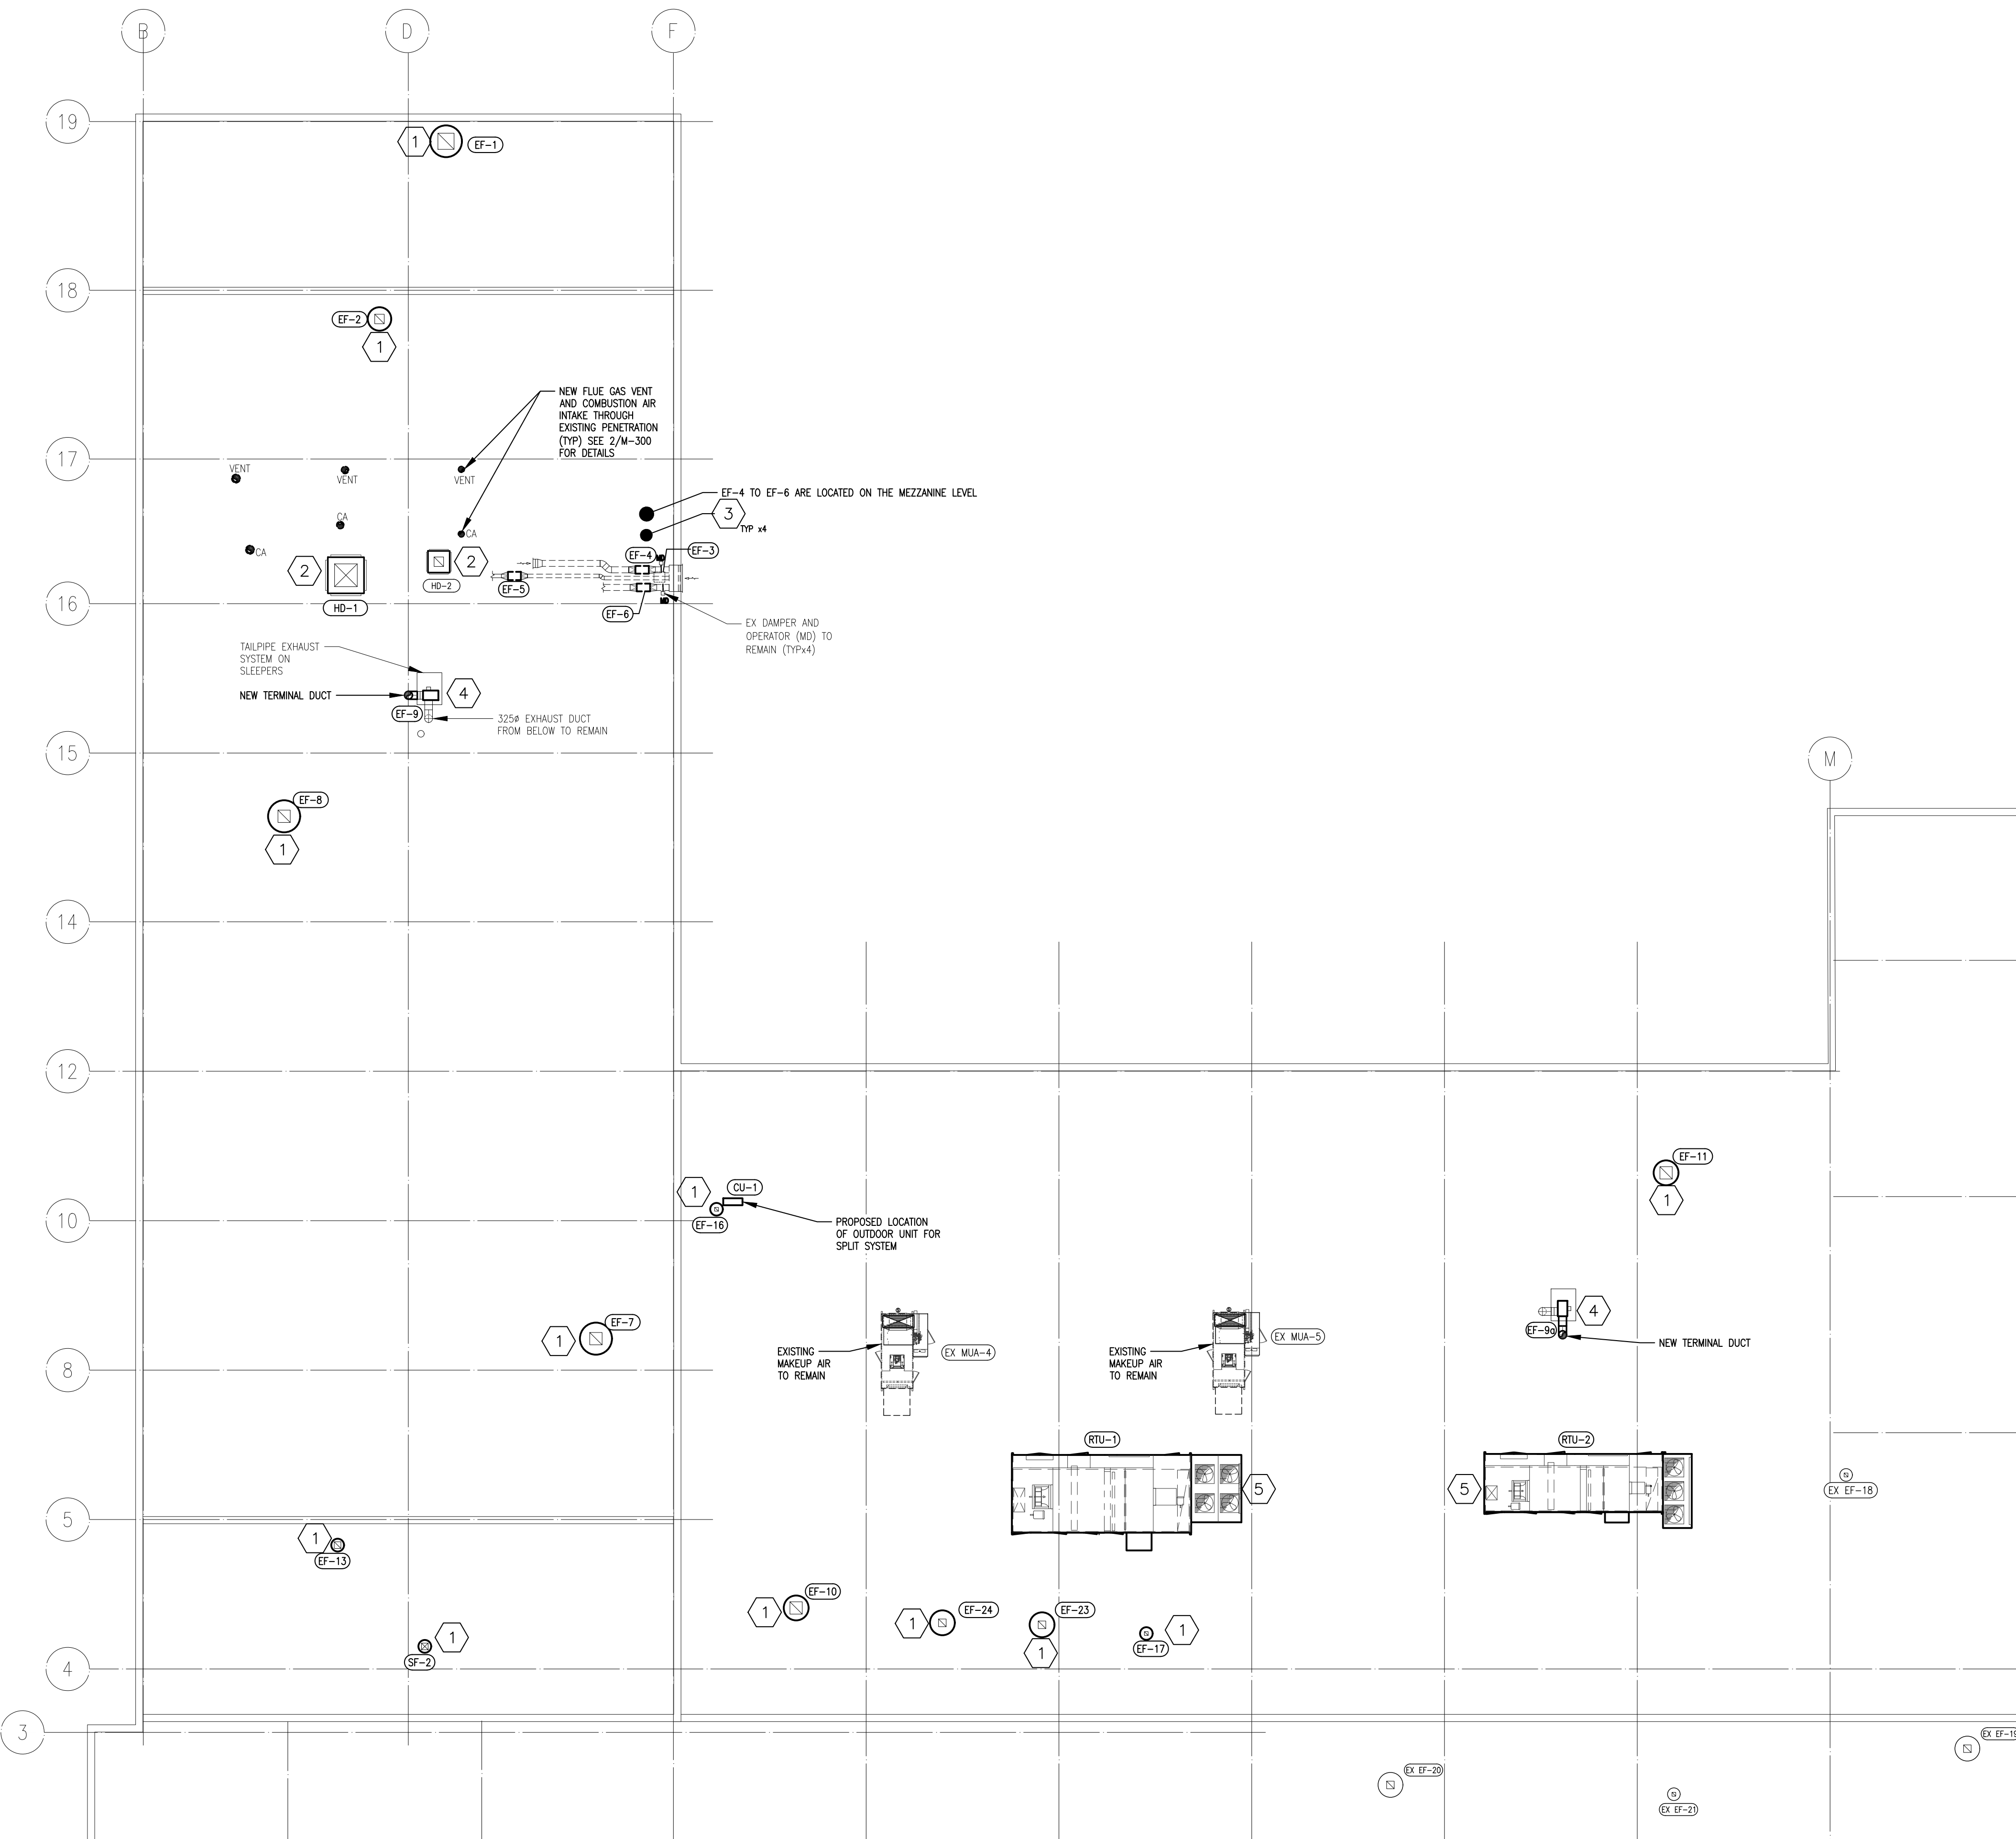 B
D
F
19
1
EF-1
18
EF-2
1
NEW FLUE GAS VENT
AND COMBUSTION AIR
INTAKE THROUGH
EXISTING PENETRATION
(TYP) SEE 2/M-300
FOR DETAILS
17
VENT
VENT
VENT
EF-4 TO EF-6 ARE LOCATED ON THE MEZZANINE LEVEL
3
TYP x4
CA
CA
CA
2
HD-1
2
HD-2
EF-4
MD
EF-3
EF-5
EF-6
MD
16
EX DAMPER AND
OPERATOR (MD) TO
REMAIN (TYPx4)
TAILPIPE EXHAUST
SYSTEM ON
SLEEPERS
NEW TERMINAL DUCT
4
EF-9
325ø EXHAUST DUCT
FROM BELOW TO REMAIN
15
M
EF-8
1
14
12
EF-11
1
1
CU-1
EF-16
10
PROPOSED LOCATION
OF OUTDOOR UNIT FOR
SPLIT SYSTEM
EF-7
1
EXISTING
MAKEUP AIR
TO REMAIN
EX MUA-4
EXISTING
MAKEUP AIR
TO REMAIN
EX MUA-5
4
EF-9a
NEW TERMINAL DUCT
8
RTU-1
5
RTU-2
5
EX EF-18
5
1
EF-13
EF-10
1
1
EF-24
EF-23
1
EF-17
1
1
SF-2
4
3
EX EF-19
EX EF-20
EX EF-21